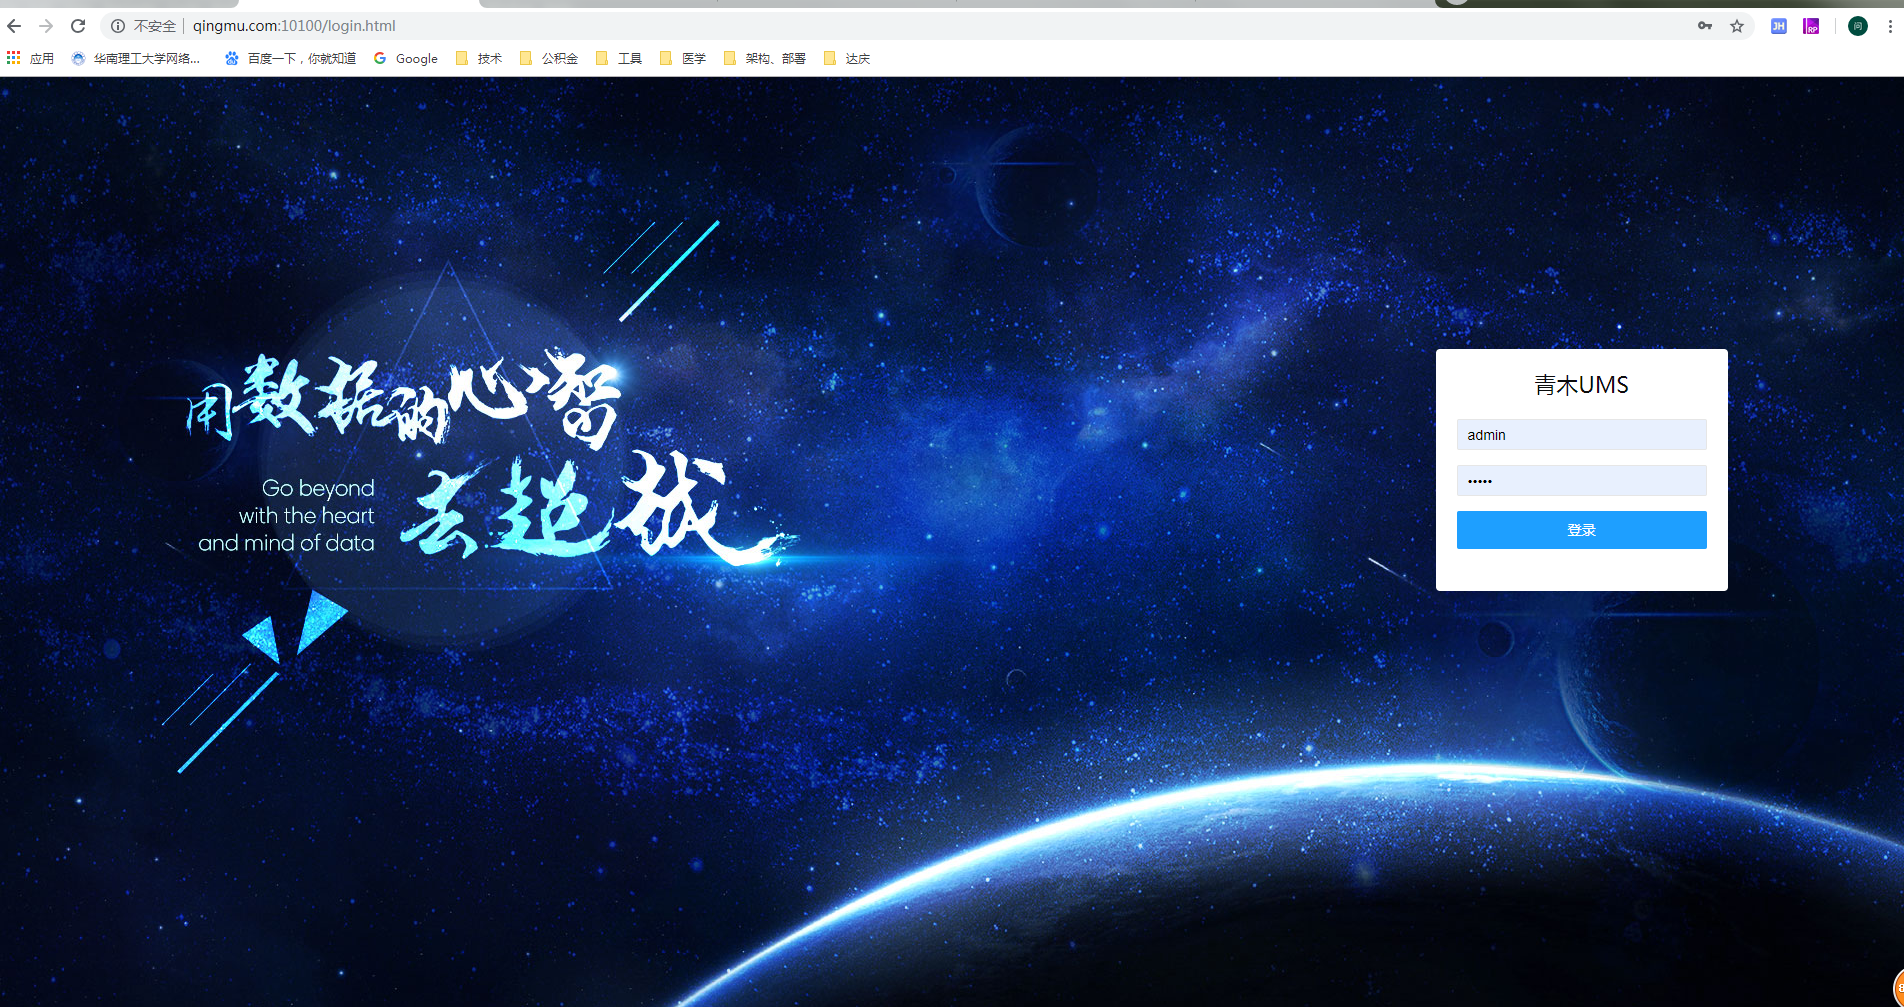 不安全 qingmu.com:10100/login.html
JH
RP
问
应用 华南理工大学网络... 百度一下，你就知道 Google 技术 公积金 工具 医学 架构、部署 达庆
用数据的心智
去超越
Go beyond
with the heart
and mind of data
青木UMS
admin
•••••
登录